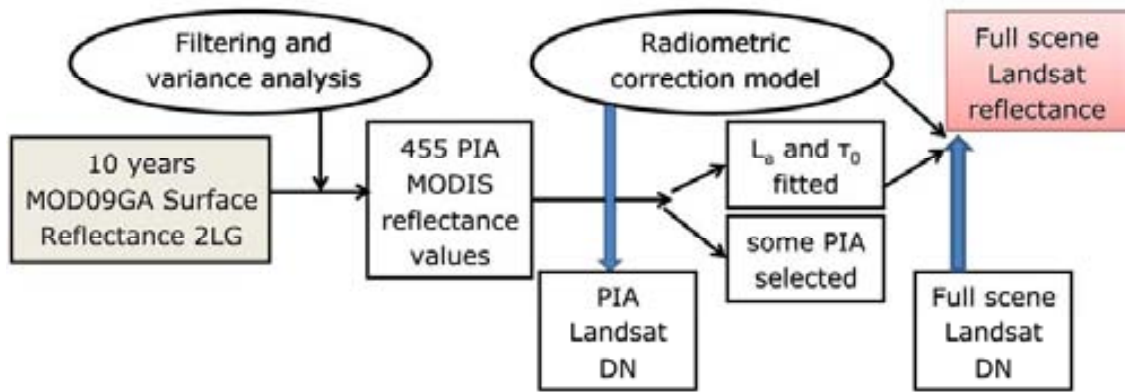 Filtering and
variance analysis
Radiometric
correction model
Full scene
Landsat
reflectance
10 years
MOD09GA Surface
Reflectance 2LG
455 PIA
MODIS
reflectance
values
Lₐ and τ₀
fitted
some PIA
selected
PIA
Landsat
DN
Full scene
Landsat
DN